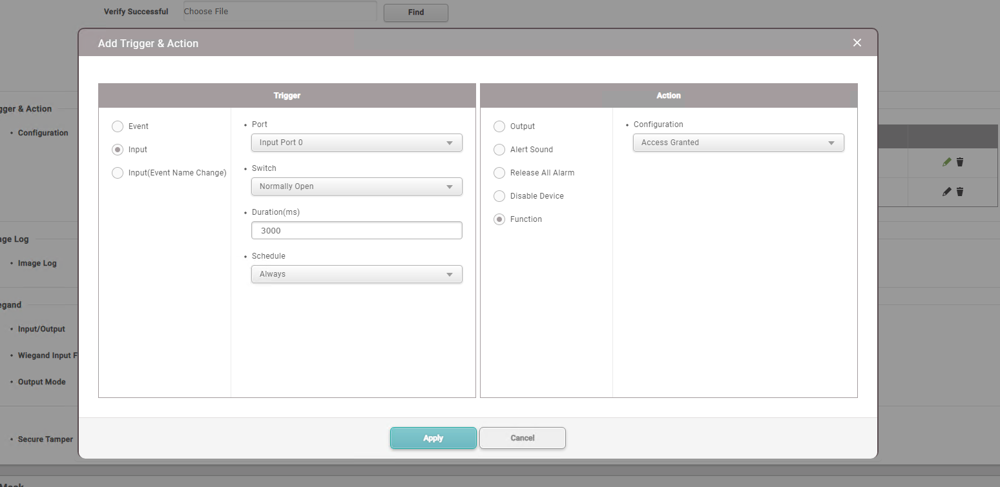 Verify Successful Choose File Find
Add Trigger & Action
Trigger
Event
Input
Input(Event Name Change)
Port
Input Port 0
Switch
Normally Open
Duration(ms)
3000
Schedule
Always
Action
Output
Alert Sound
Release All Alarm
Disable Device
Function
Configuration
Access Granted
Apply Cancel
gger & Action
Configuration
ge Log
Image Log
egand
Input/Output
Wiegand Input F
Output Mode
Secure Tamper